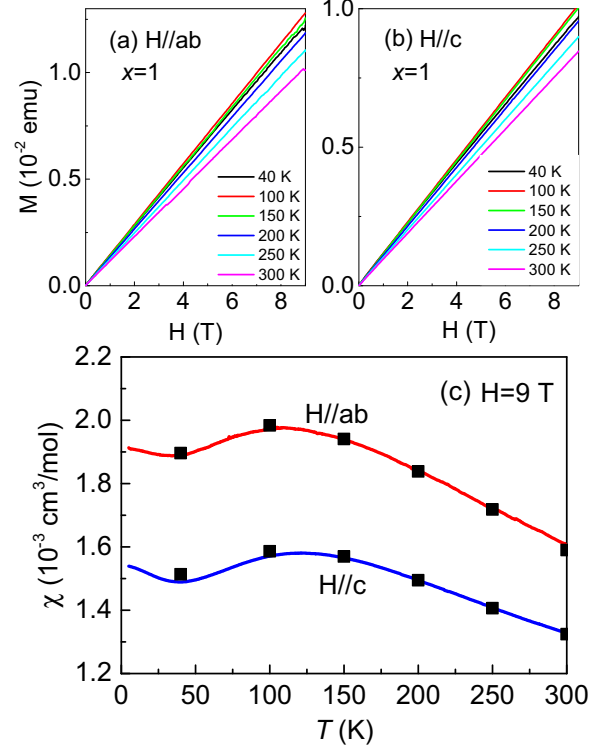 (a) H//ab
x=1
M (10⁻² emu)
1.0
0.5
0.0
40 K
100 K
150 K
200 K
250 K
300 K
0 2 4 6 8
H (T)
(b) H//c
x=1
1.0
0.5
0.0
40 K
100 K
150 K
200 K
250 K
300 K
0 2 4 6 8
H (T)
(c) H=9 T
H//ab
H//c
χ (10⁻³ cm³/mol)
2.2
2.0
1.8
1.6
1.4
1.2
0 50 100 150 200 250 300
T (K)